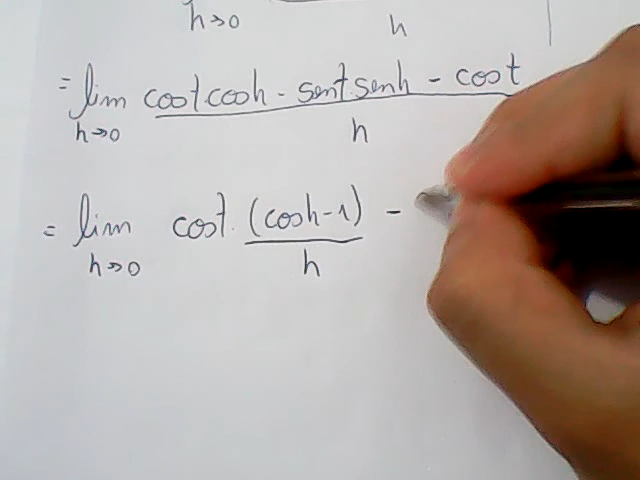 h→0 h
= lim cost cosh - sent.senh - cost
h→0 h
= lim cost. (cosh-1) -
h→0 h